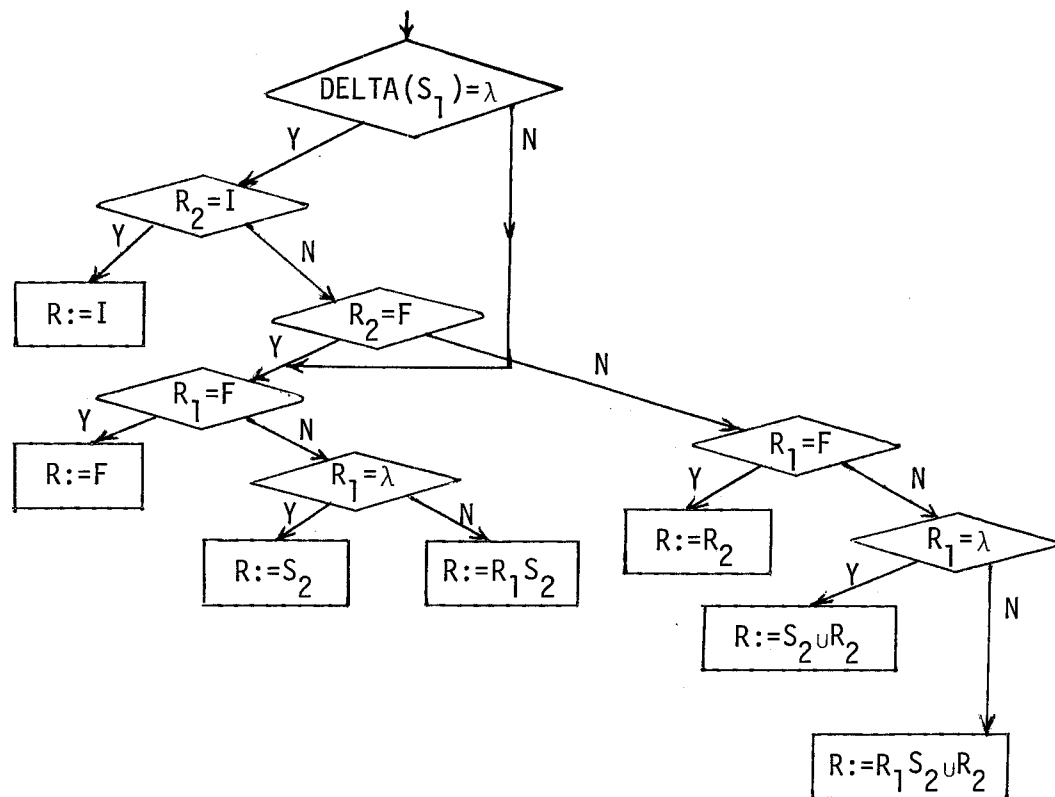 DELTA(S₁)=λ
Y
N
R₂=I
Y
N
R:=I
R₂=F
Y
N
R₁=F
Y
N
R:=F
R₁=λ
Y
N
R:=S₂
R:=R₁S₂
R₁=F
Y
N
R:=R₂
R₁=λ
Y
N
R:=S₂∪R₂
R:=R₁S₂∪R₂